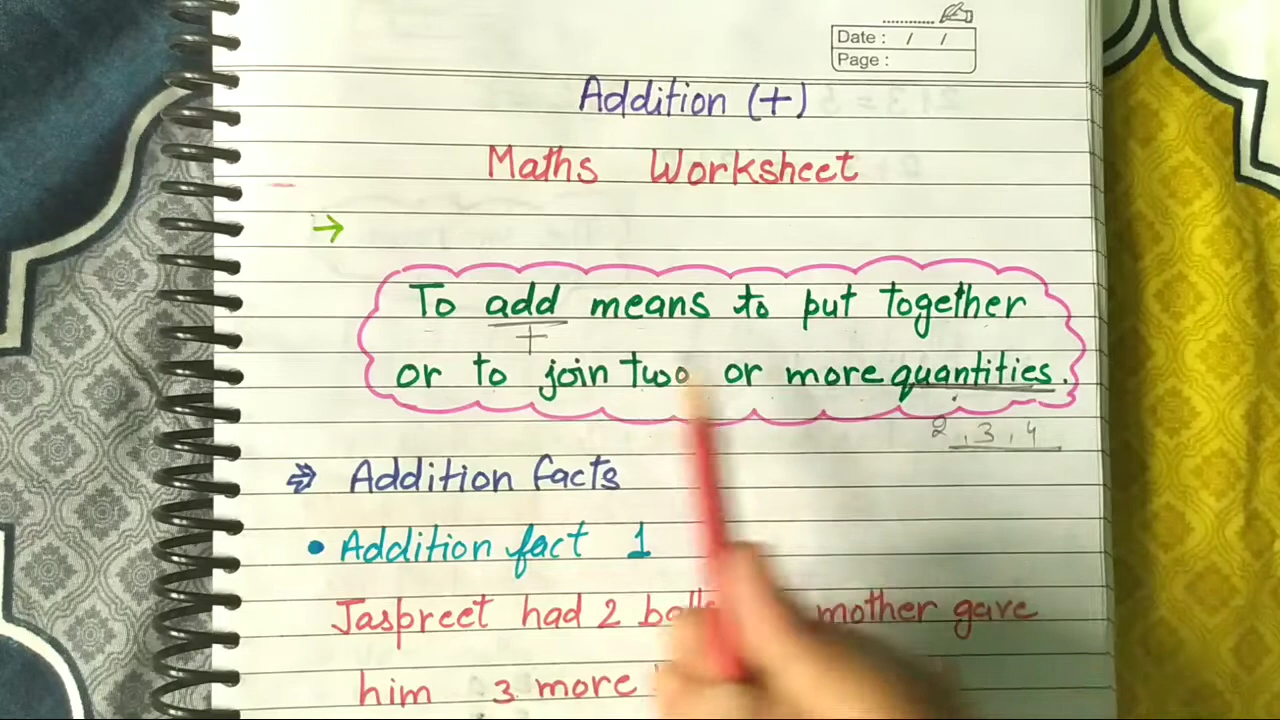 Date : / /
Page :
Addition (+)
Maths Worksheet
→
To add means to put together
+
or to join two or more quantities.
2, 3, 4
⇒ Addition facts
• Addition fact 1
Jaspreet had 2 mother gave
him 3 more